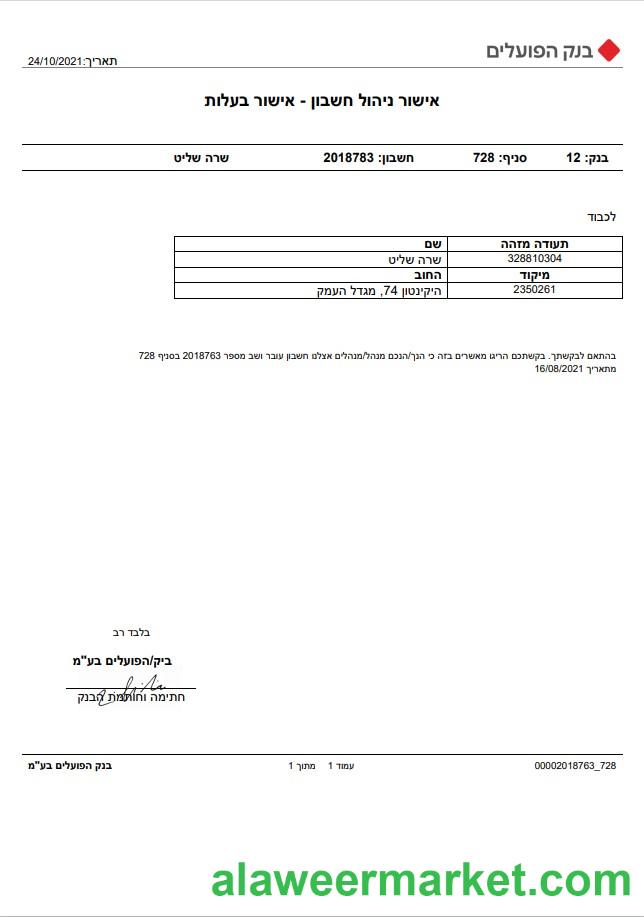 בנק הפועלים
תאריך:24/10/2021
אישור ניהול חשבון - אישור בעלות
בנק: 12 סניף: 728 חשבון: 2018783 שרה שליט
לכבוד
תעודה מזהה שם
328810304 שרה שליט
מיקוד החוב
2350261 היקינטון 74, מגדל העמק
בהתאם לבקשתך. בקשתכם הריגו מאשרים בזה כי הנך/הנכם מנהל/מנהלים אצלנו חשבון עובר ושב מספר 2018763 בסניף 728
מתאריך 16/08/2021
בלבד רב
ביק/הפועלים בע"מ
חתימה וחותמת הבנק
00002018763_728 עמוד 1 מתוך 1 בנק הפועלים בע"מ
alaweermarket.com